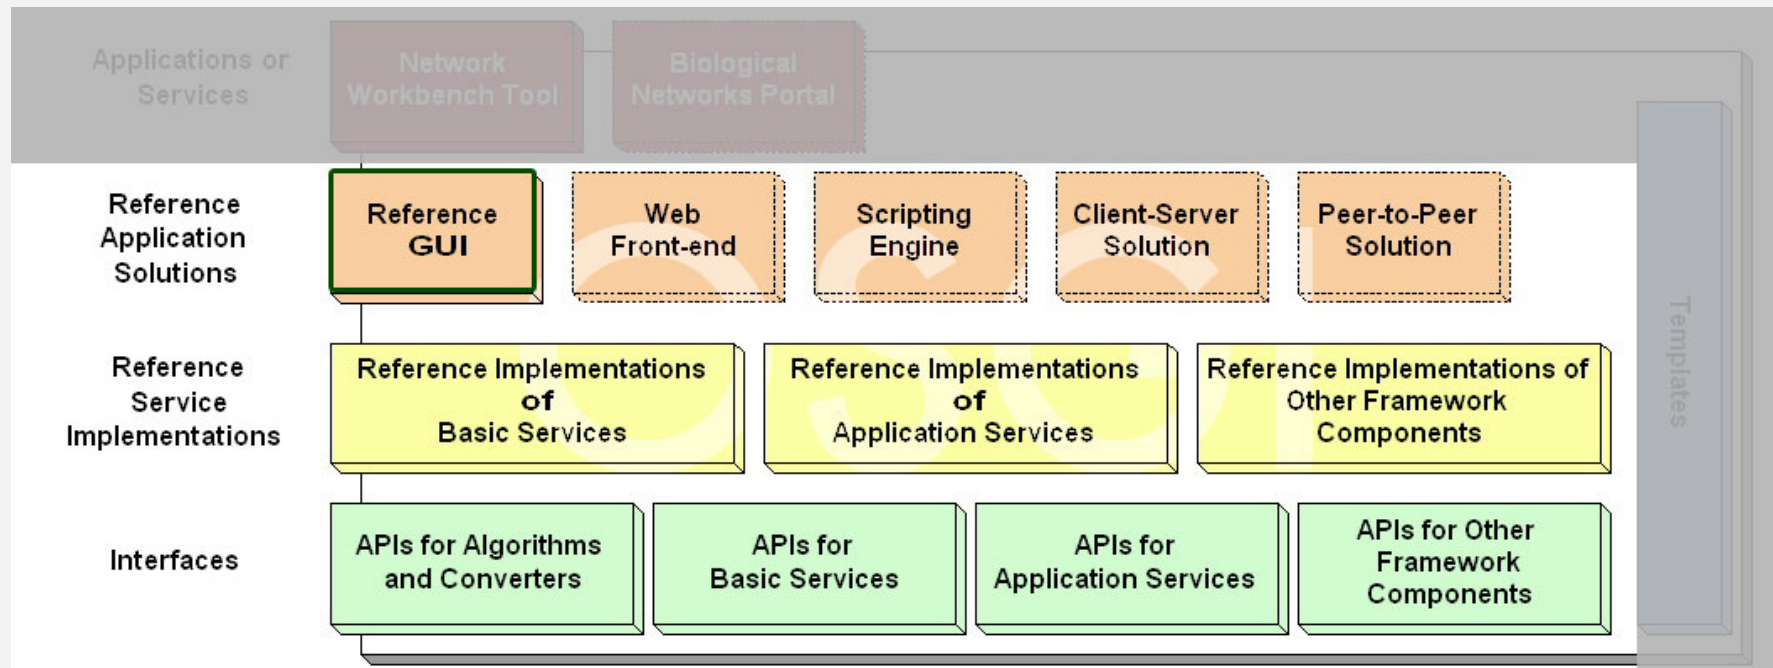 Applications or
Services
Network
Workbench Tool
Biological
Networks Portal
Reference
Application
Solutions
Reference
GUI
Web
Front-end
Scripting
Engine
Client-Server
Solution
Peer-to-Peer
Solution
Templates
Reference
Service
Implementations
Reference Implementations
of
Basic Services
Reference Implementations
of
Application Services
Reference Implementations of
Other Framework
Components
OSGi
Interfaces
APIs for Algorithms
and Converters
APIs for
Basic Services
APIs for
Application Services
APIs for Other
Framework
Components